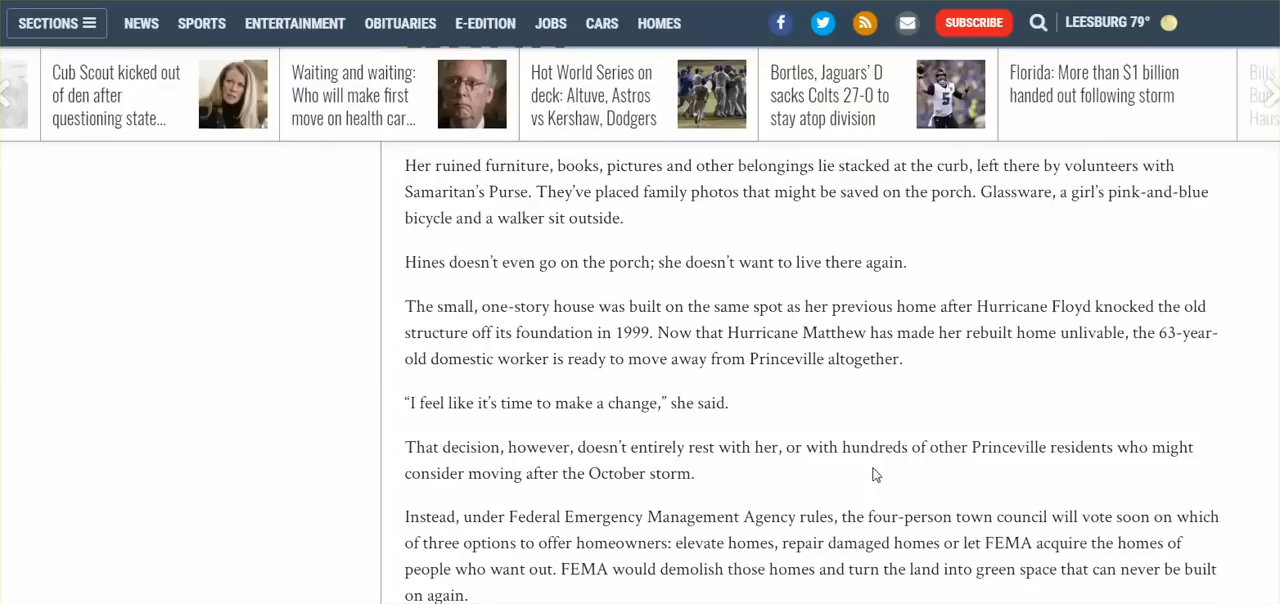 SECTIONS NEWS SPORTS ENTERTAINMENT OBITUARIES E-EDITION JOBS CARS HOMES SUBSCRIBE LEESBURG 79°
Cub Scout kicked out
of den after
questioning state...
Waiting and waiting:
Who will make first
move on health car...
Hot World Series on
deck: Altuve, Astros
vs Kershaw, Dodgers
Bortles, Jaguars' D
sacks Colts 27-0 to
stay atop division
Florida: More than $1 billion
handed out following storm
Bills
Haus
Her ruined furniture, books, pictures and other belongings lie stacked at the curb, left there by volunteers with
Samaritan's Purse. They've placed family photos that might be saved on the porch. Glassware, a girl's pink-and-blue
bicycle and a walker sit outside.
Hines doesn't even go on the porch; she doesn't want to live there again.
The small, one-story house was built on the same spot as her previous home after Hurricane Floyd knocked the old
structure off its foundation in 1999. Now that Hurricane Matthew has made her rebuilt home unlivable, the 63-year-
old domestic worker is ready to move away from Princeville altogether.
“I feel like it's time to make a change,” she said.
That decision, however, doesn't entirely rest with her, or with hundreds of other Princeville residents who might
consider moving after the October storm.
Instead, under Federal Emergency Management Agency rules, the four-person town council will vote soon on which
of three options to offer homeowners: elevate homes, repair damaged homes or let FEMA acquire the homes of
people who want out. FEMA would demolish those homes and turn the land into green space that can never be built
on again.